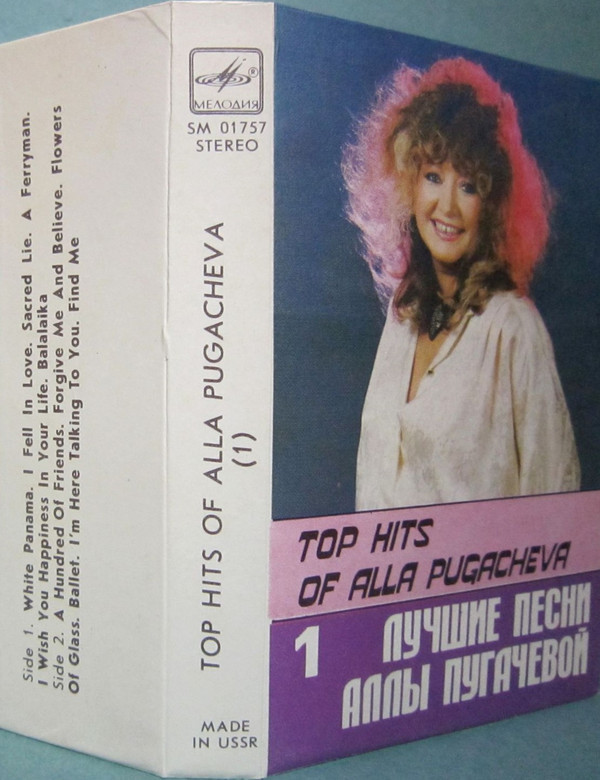 Side 1. White Panama. I Fell In Love. Sacred Lie. A Ferryman.
I Wish You Happiness In Your Life. Balalaika
Side 2. A Hundred Of Friends. Forgive Me And Believe. Flowers
Of Glass. Ballet. I'm Here Talking To You. Find Me
МЕЛОДИЯ
®
SM 01757
STEREO
TOP HITS OF ALLA PUGACHEVA
(1)
MADE
IN USSR
TOP HITS
OF ALLA PUGACHEVA
1
ЛУЧШИЕ ПЕСНИ
АЛЛЫ ПУГАЧЕВОЙ